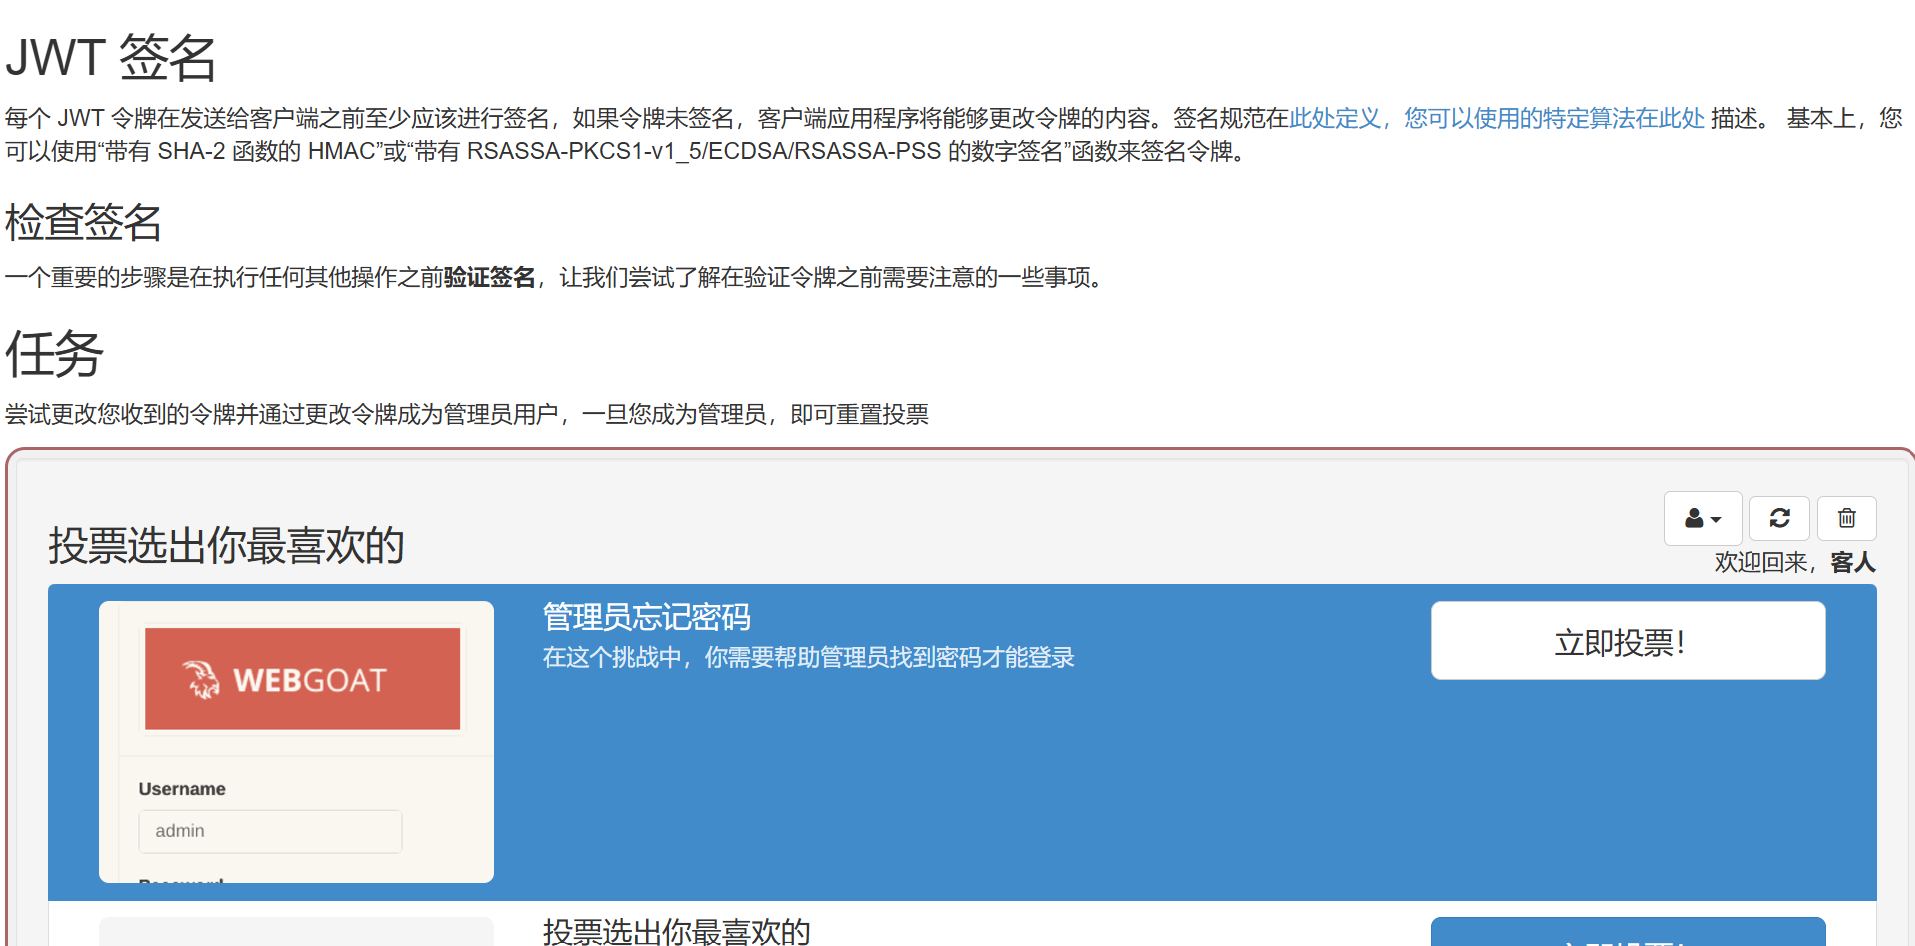 JWT 签名
每个 JWT 令牌在发送给客户端之前至少应该进行签名，如果令牌未签名，客户端应用程序将能够更改令牌的内容。签名规范在此处定义，您可以使用的特定算法在此处 描述。 基本上，您
可以使用“带有 SHA-2 函数的 HMAC”或“带有 RSASSA-PKCS1-v1_5/ECDSA/RSASSA-PSS 的数字签名”函数来签名令牌。
检查签名
一个重要的步骤是在执行任何其他操作之前验证签名，让我们尝试了解在验证令牌之前需要注意的一些事项。
任务
尝试更改您收到的令牌并通过更改令牌成为管理员用户，一旦您成为管理员，即可重置投票
投票选出你最喜欢的
欢迎回来，客人
管理员忘记密码
立即投票！
在这个挑战中，你需要帮助管理员找到密码才能登录
WEBGOAT
Username
admin
Password
投票选出你最喜欢的
立即投票！